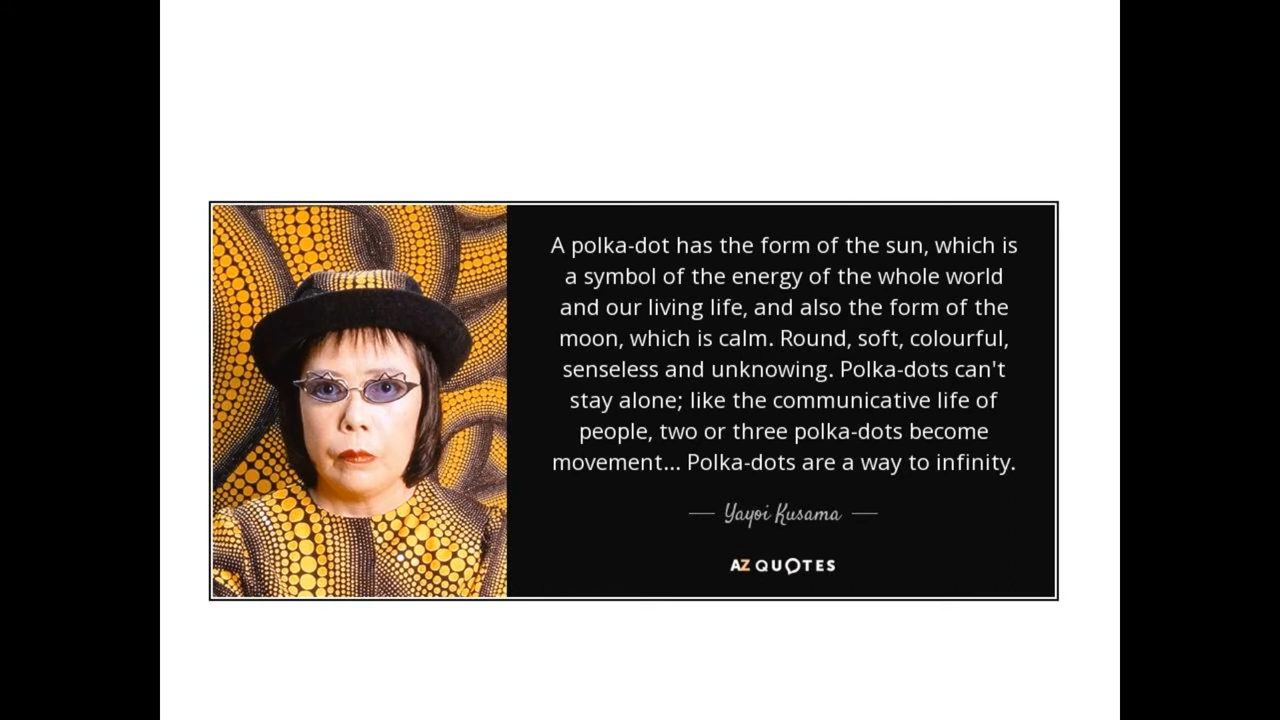 A polka-dot has the form of the sun, which is
a symbol of the energy of the whole world
and our living life, and also the form of the
moon, which is calm. Round, soft, colourful,
senseless and unknowing. Polka-dots can't
stay alone; like the communicative life of
people, two or three polka-dots become
movement... Polka-dots are a way to infinity.
Yayoi Kusama
AZ QUOTES